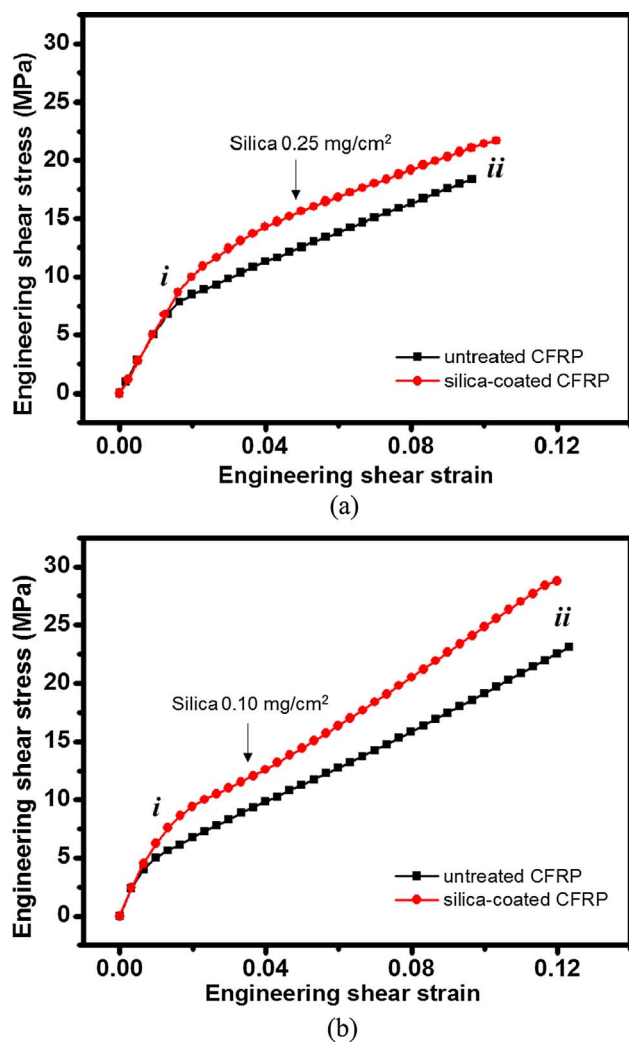 30
25
20
15
10
5
0
Engineering shear stress (MPa)
Silica 0.25 mg/cm²
i
ii
untreated CFRP
silica-coated CFRP
0.00 0.04 0.08 0.12
Engineering shear strain
(a)
30
25
20
15
10
5
0
Engineering shear stress (MPa)
Silica 0.10 mg/cm²
i
ii
untreated CFRP
silica-coated CFRP
0.00 0.04 0.08 0.12
Engineering shear strain
(b)